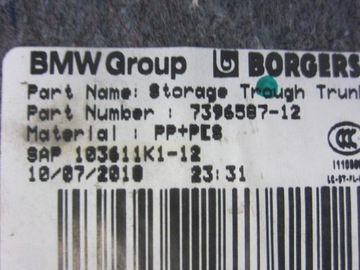 BMW Group BORGERS
Part Name: Storage Trough Trun
Part Number : 7396587-12
Material : PP+PES
SAP 103611K1-12
10/07/2018 23:31